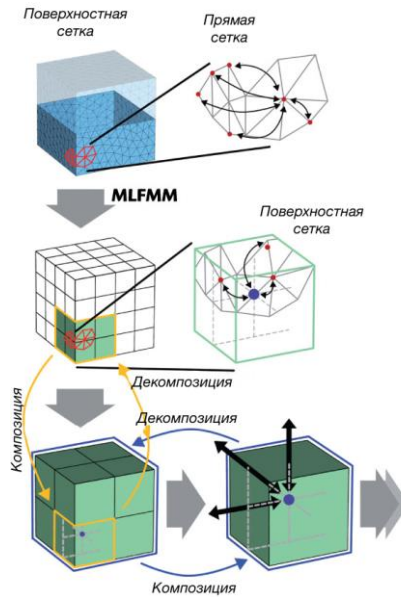 Поверхностная
сетка
Прямая
сетка
MLFMM
Поверхностная
сетка
Декомпозиция
Композиция
Декомпозиция
Композиция